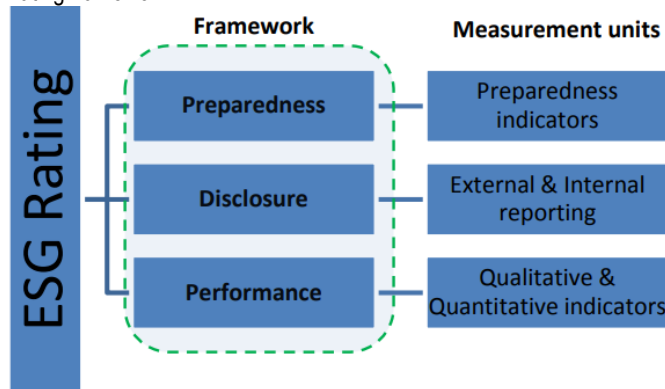 Framework
Measurement units
ESG Rating
Preparedness
Preparedness
indicators
Disclosure
External & Internal
reporting
Performance
Qualitative &
Quantitative indicators